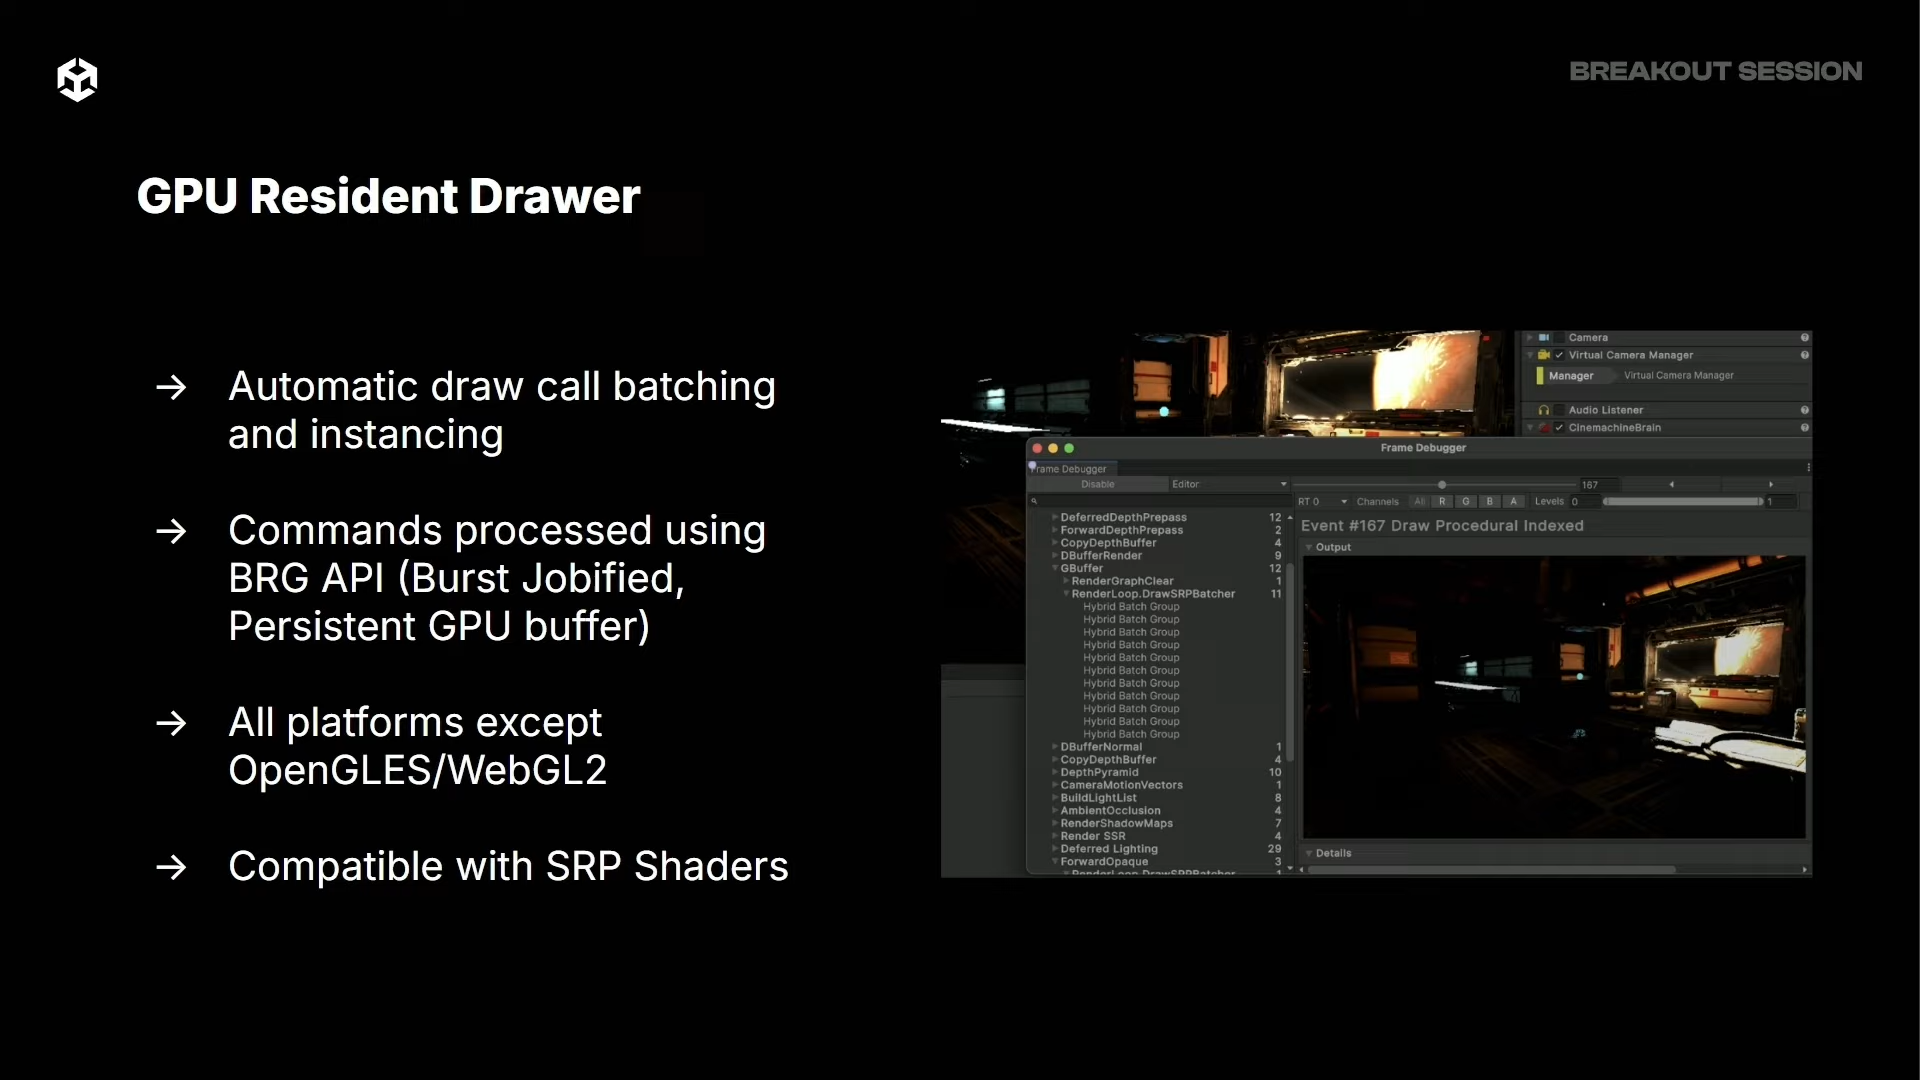 BREAKOUT SESSION
GPU Resident Drawer
→ Automatic draw call batching
and instancing
→ Commands processed using
BRG API (Burst Jobified,
Persistent GPU buffer)
→ All platforms except
OpenGLES/WebGL2
→ Compatible with SRP Shaders
Camera
Virtual Camera Manager
Manager Virtual Camera Manager
Audio Listener
CinemachineBrain
Frame Debugger
Frame Debugger
Disable Editor 167
RT 0 Channels All R G B A Levels 0 1
DeferredDepthPrepass 12
ForwardDepthPrepass 2
CopyDepthBuffer 4
DBufferRender 9
GBuffer 12
RenderGraphClear 1
RenderLoop.DrawSRPBatcher 11
Hybrid Batch Group
Hybrid Batch Group
Hybrid Batch Group
Hybrid Batch Group
Hybrid Batch Group
Hybrid Batch Group
Hybrid Batch Group
Hybrid Batch Group
Hybrid Batch Group
Hybrid Batch Group
Hybrid Batch Group
DBufferNormal 1
CopyDepthBuffer 4
DepthPyramid 10
CameraMotionVectors 1
BuildLightList 8
AmbientOcclusion 4
RenderShadowMaps 7
Render SSR 4
Deferred Lighting 29
ForwardOpaque 3
RenderLoop.DrawSRPBatcher 1
Event #167 Draw Procedural Indexed
Output
Details